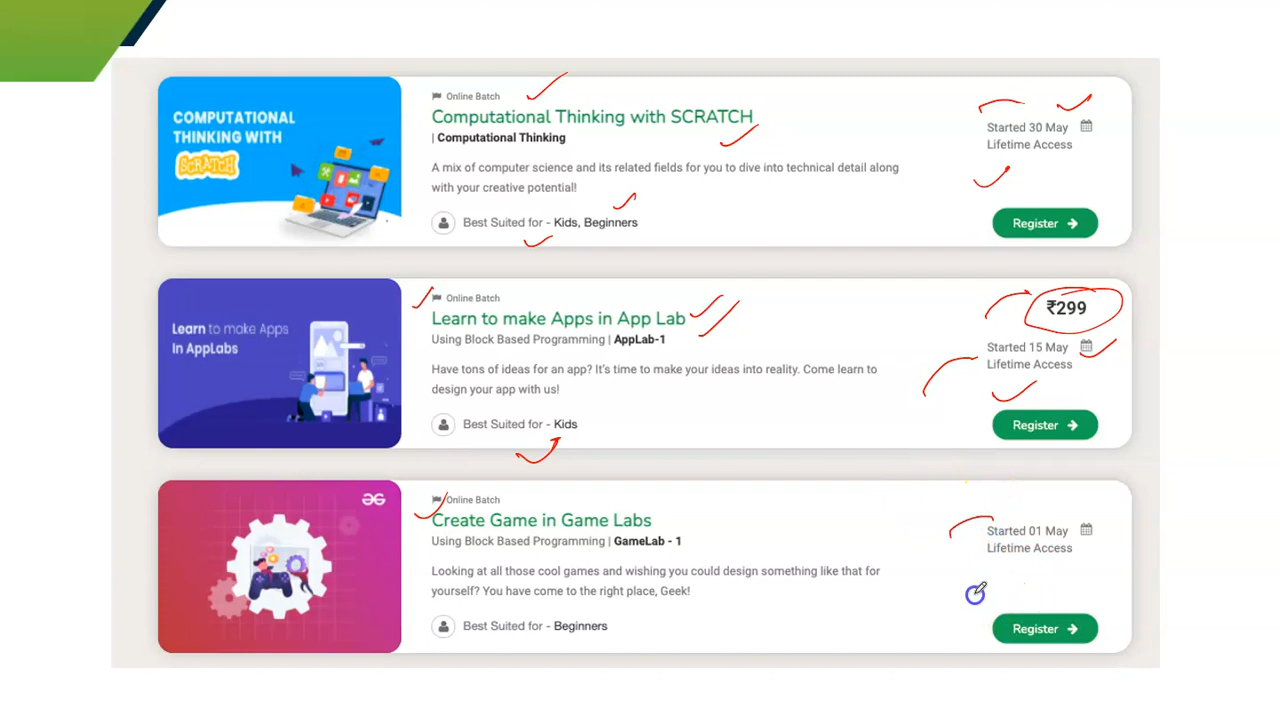 COMPUTATIONAL
THINKING WITH
SCRATCH
Online Batch
Computational Thinking with SCRATCH
| Computational Thinking
A mix of computer science and its related fields for you to dive into technical detail along
with your creative potential!
Best Suited for - Kids, Beginners
Started 30 May
Lifetime Access
Register
Learn to make Apps
In AppLabs
Online Batch
Learn to make Apps in App Lab
Using Block Based Programming | AppLab-1
Have tons of ideas for an app? It's time to make your ideas into reality. Come learn to
design your app with us!
Best Suited for - Kids
₹299
Started 15 May
Lifetime Access
Register
Online Batch
Create Game in Game Labs
Using Block Based Programming | GameLab - 1
Looking at all those cool games and wishing you could design something like that for
yourself? You have come to the right place, Geek!
Best Suited for - Beginners
Started 01 May
Lifetime Access
Register